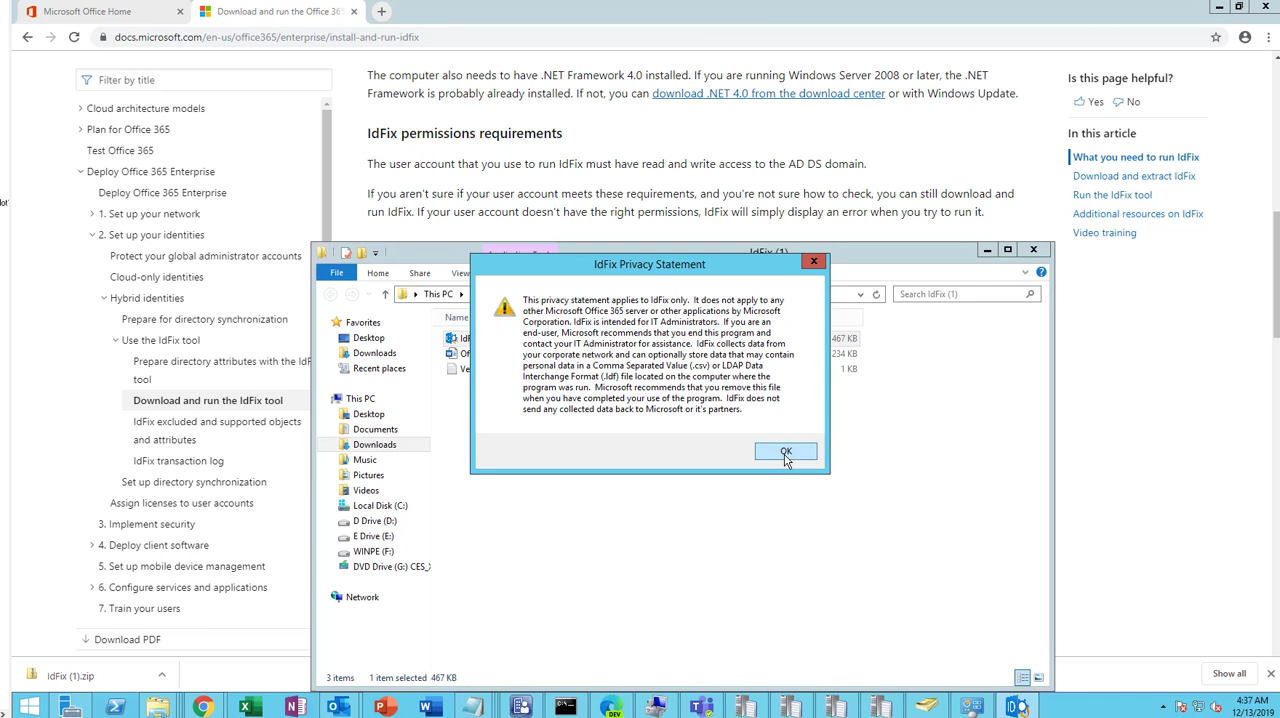 Microsoft Office Home
Download and run the Office 36
docs.microsoft.com/en-us/office365/enterprise/install-and-run-idfix
Filter by title
Cloud architecture models
Plan for Office 365
Test Office 365
Deploy Office 365 Enterprise
Deploy Office 365 Enterprise
1. Set up your network
2. Set up your identities
Protect your global administrator accounts
Cloud-only identities
Hybrid identities
Prepare for directory synchronization
Use the IdFix tool
Prepare directory attributes with the IdF
tool
Download and run the IdFix tool
IdFix excluded and supported objects
and attributes
IdFix transaction log
Set up directory synchronization
Assign licenses to user accounts
3. Implement security
4. Deploy client software
5. Set up mobile device management
6. Configure services and applications
7. Train your users
Download PDF
The computer also needs to have .NET Framework 4.0 installed. If you are running Windows Server 2008 or later, the .NET
Framework is probably already installed. If not, you can download .NET 4.0 from the download center or with Windows Update.
IdFix permissions requirements
The user account that you use to run IdFix must have read and write access to the AD DS domain.
If you aren't sure if your user account meets these requirements, and you're not sure how to check, you can still download and
run IdFix. If your user account doesn't have the right permissions, IdFix will simply display an error when you try to run it.
Is this page helpful?
Yes No
In this article
What you need to run IdFix
Download and extract IdFix
Run the IdFix tool
Additional resources on IdFix
Video training
IdFix (1)
File Home Share View
This PC
Search IdFix (1)
Favorites
Desktop
Downloads
Recent places
This PC
Desktop
Documents
Downloads
Music
Pictures
Videos
Local Disk (C:)
D Drive (D:)
E Drive (E:)
WINPE (F:)
DVD Drive (G:) CES_
Network
Name
IdF
Of
Ve
467 KB
234 KB
1 KB
IdFix Privacy Statement
This privacy statement applies to IdFix only. It does not apply to any
other Microsoft Office 365 server or other applications by Microsoft
Corporation. IdFix is intended for IT Administrators. If you are an
end-user, Microsoft recommends that you end this program and
contact your IT Administrator for assistance. IdFix collects data from
your corporate network and can optionally store data that may contain
personal data in a Comma Separated Value (.csv) or LDAP Data
Interchange Format (.ldf) file located on the computer where the
program was run. Microsoft recommends that you remove this file
when you have completed your use of the program. IdFix does not
send any collected data back to Microsoft or it's partners.
OK
3 items 1 item selected 467 KB
IdFix (1).zip
Show all
DEV
4:37 AM
12/13/2019